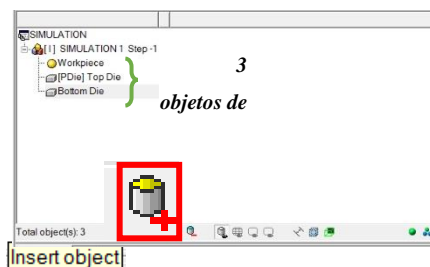 SIMULATION
[I] SIMULATION 1 Step -1
Workpiece
[PDie] Top Die
Bottom Die
3
objetos de
Total object(s): 3
Insert object